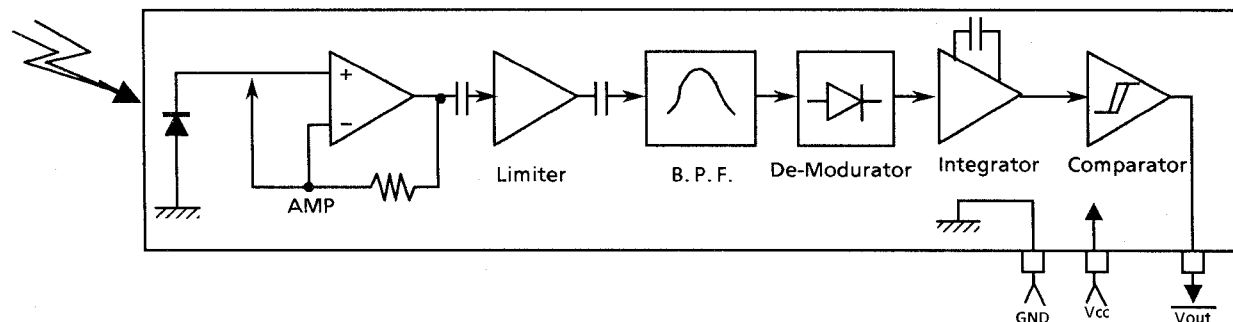 +
−
AMP
Limiter
B. P. F.
De-Modurator
Integrator
Comparator
GND
Vcc
Vout